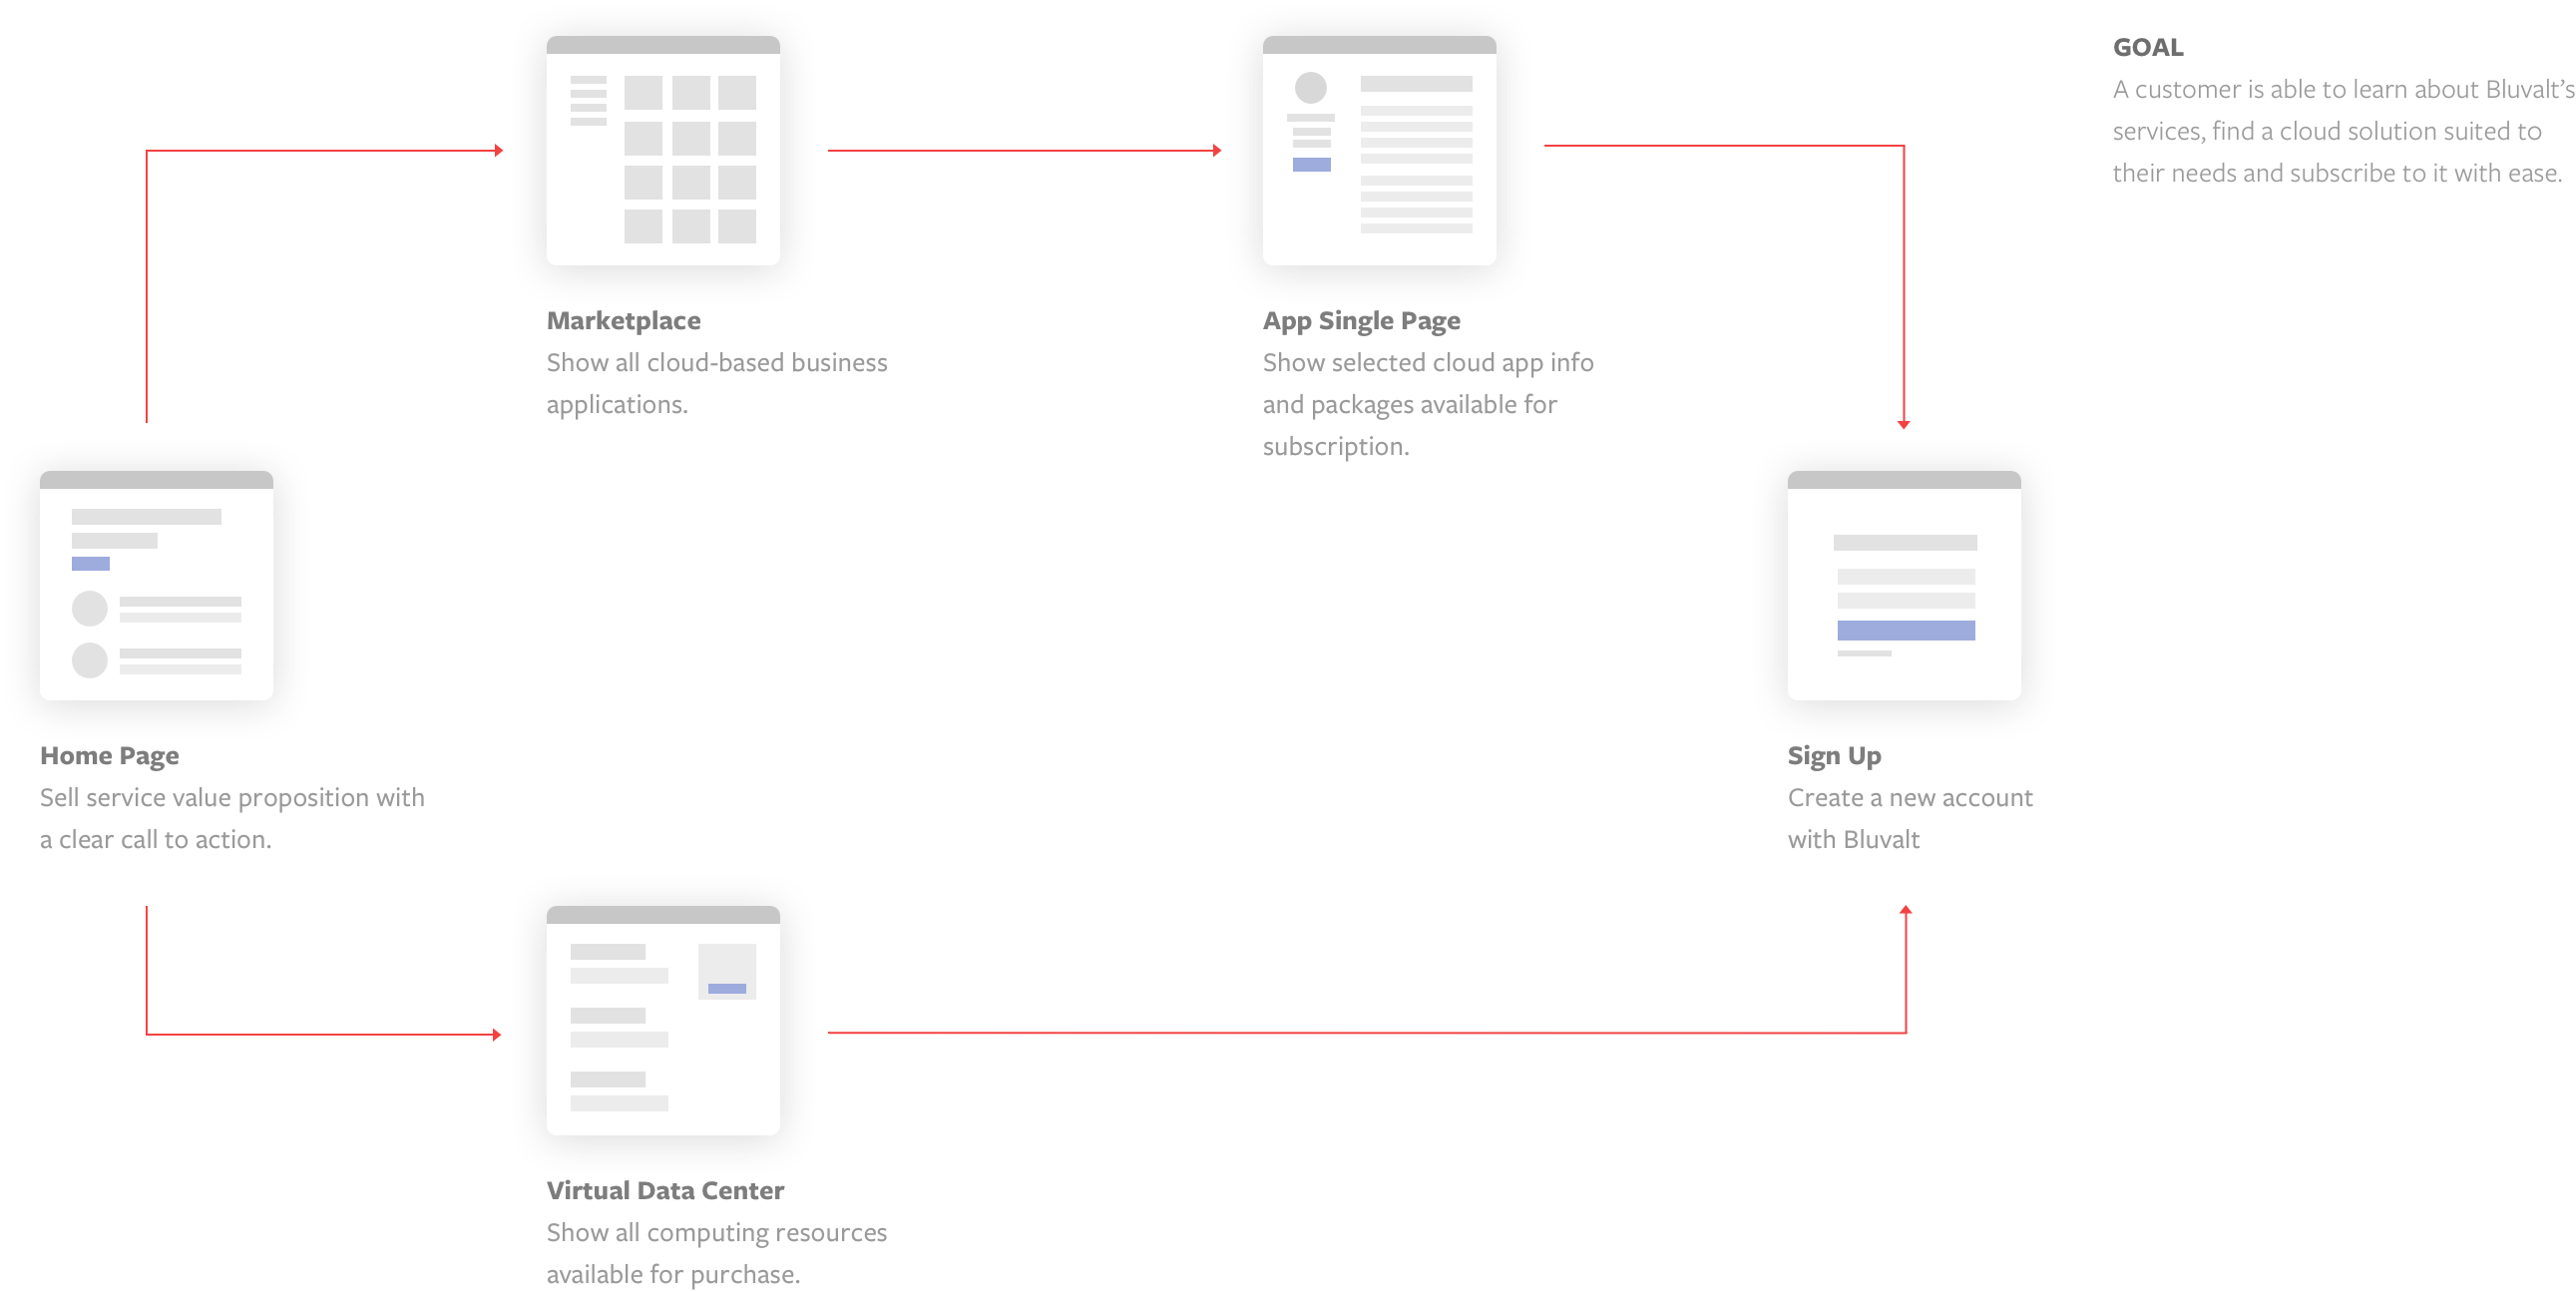 GOAL
A customer is able to learn about Bluvalt’s
services, find a cloud solution suited to
their needs and subscribe to it with ease.
Marketplace
Show all cloud-based business
applications.
App Single Page
Show selected cloud app info
and packages available for
subscription.
Home Page
Sell service value proposition with
a clear call to action.
Sign Up
Create a new account
with Bluvalt
Virtual Data Center
Show all computing resources
available for purchase.